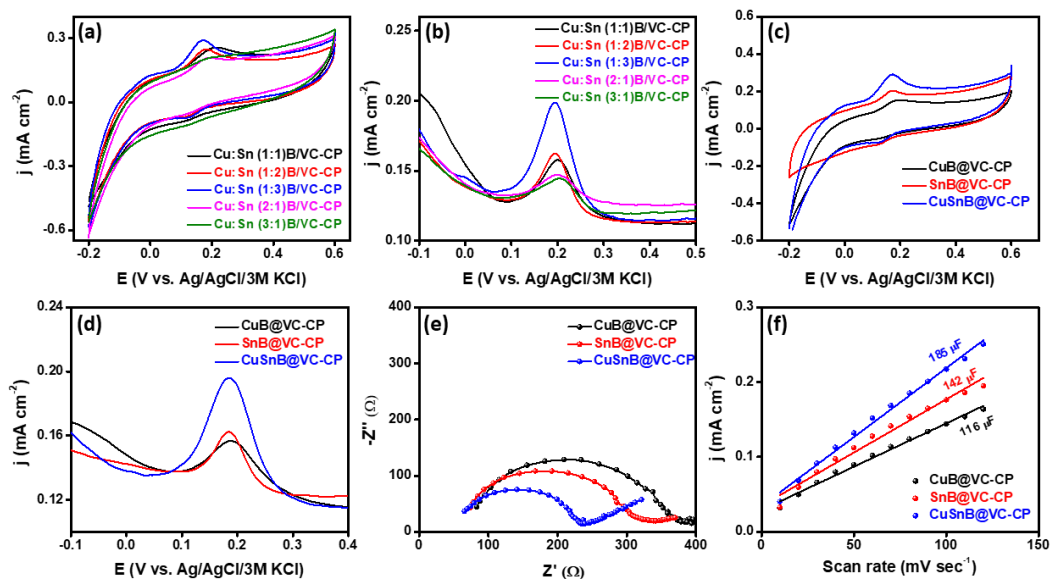 (a)
0.3
0.0
-0.3
-0.6
j (mA cm⁻²)
Cu:Sn (1:1)B/VC-CP
Cu:Sn (1:2)B/VC-CP
Cu:Sn (1:3)B/VC-CP
Cu:Sn (2:1)B/VC-CP
Cu:Sn (3:1)B/VC-CP
-0.2 0.0 0.2 0.4 0.6
E (V vs. Ag/AgCl/3M KCl)
(b)
0.25
0.20
0.15
0.10
j (mA cm⁻²)
Cu:Sn (1:1)B/VC-CP
Cu:Sn (1:2)B/VC-CP
Cu:Sn (1:3)B/VC-CP
Cu:Sn (2:1)B/VC-CP
Cu:Sn (3:1)B/VC-CP
-0.1 0.0 0.1 0.2 0.3 0.4 0.5
E (V vs. Ag/AgCl/3M KCl)
(c)
0.6
0.4
0.2
0.0
-0.2
-0.4
-0.6
j (mA cm⁻²)
CuB@VC-CP
SnB@VC-CP
CuSnB@VC-CP
-0.2 0.0 0.2 0.4 0.6
E (V vs. Ag/AgCl/3M KCl)
(d)
0.24
0.20
0.16
0.12
j (mA cm⁻²)
CuB@VC-CP
SnB@VC-CP
CuSnB@VC-CP
-0.1 0.0 0.1 0.2 0.3 0.4
E (V vs. Ag/AgCl/3M KCl)
(e)
400
300
200
100
0
-Z'' (Ω)
CuB@VC-CP
SnB@VC-CP
CuSnB@VC-CP
0 100 200 300 400
Z' (Ω)
(f)
0.3
0.2
0.1
0.0
j (mA cm⁻²)
185 µF
142 µF
116 µF
CuB@VC-CP
SnB@VC-CP
CuSnB@VC-CP
0 50 100 150
Scan rate (mV sec⁻¹)